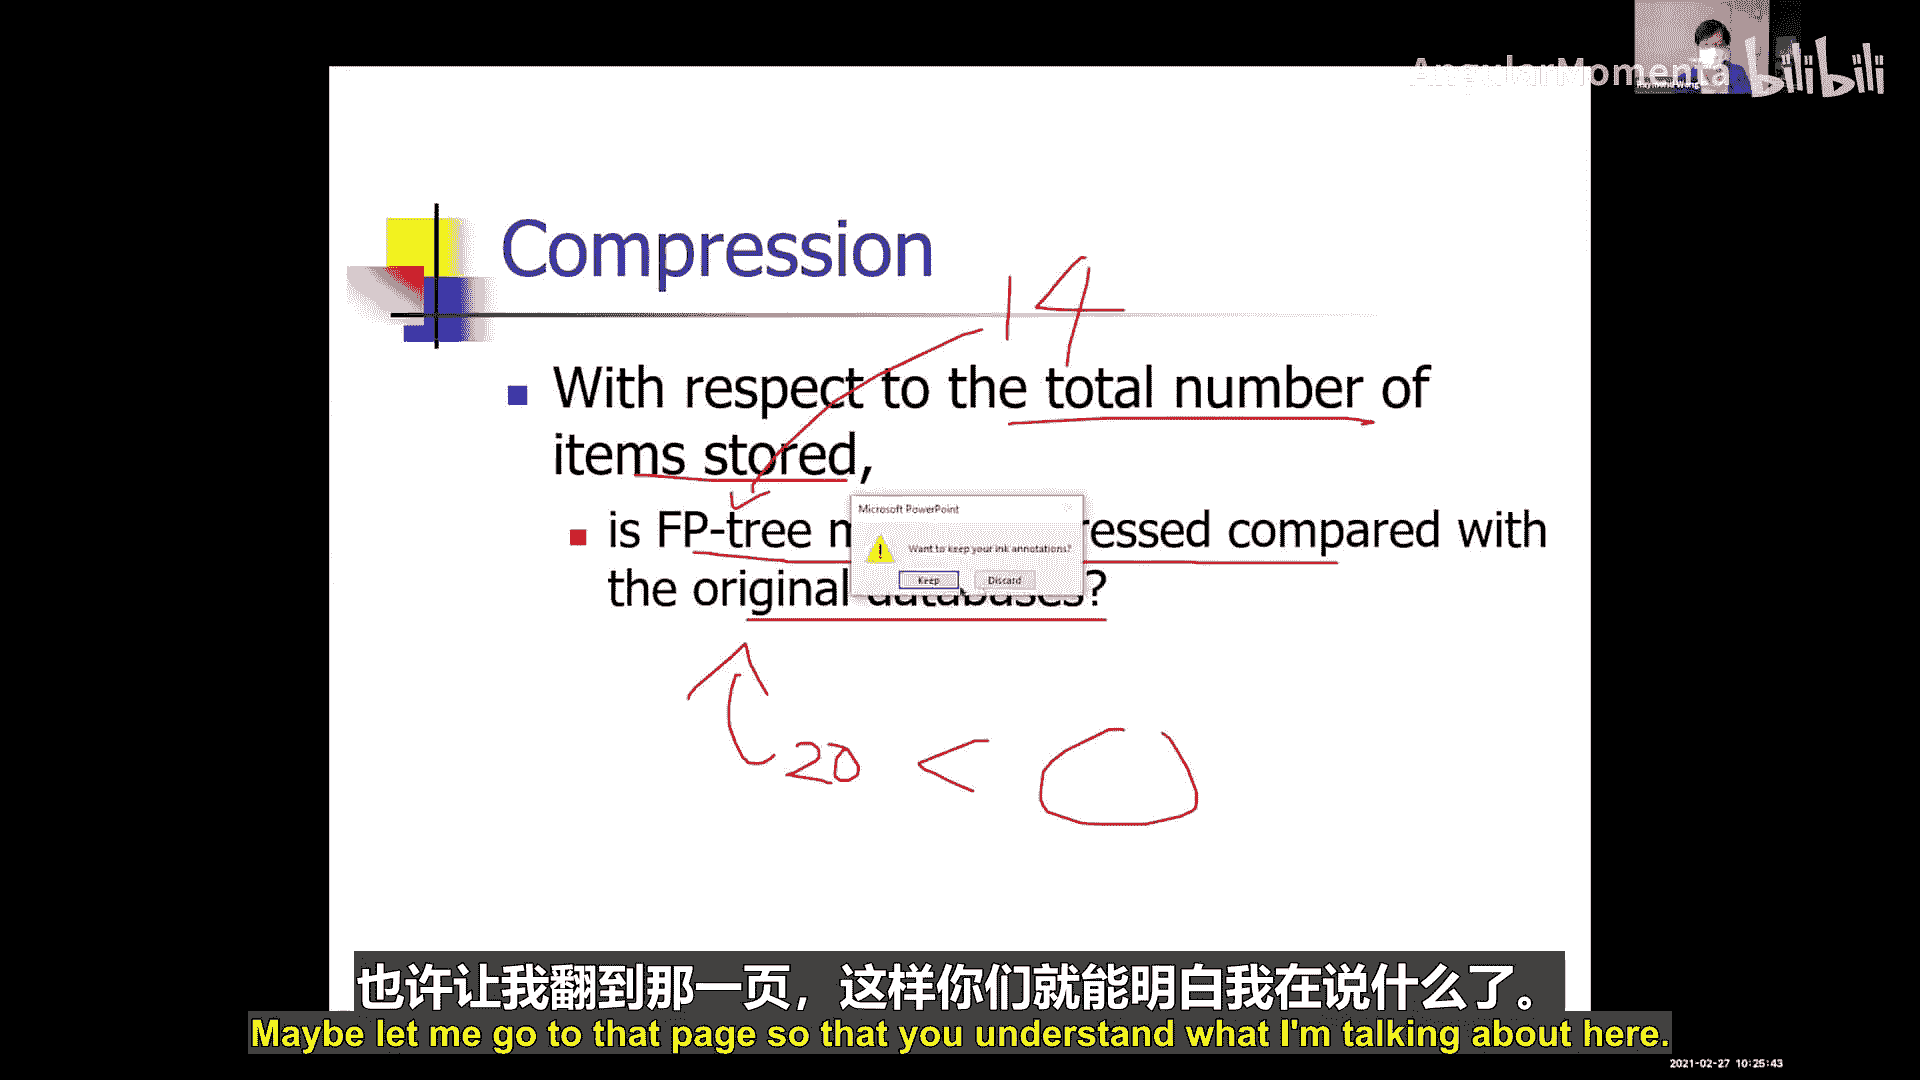 AngularMomenta bilibili
Compression
14
With respect to the total number of
items stored,
is FP-tree m ressed compared with
the original databases?
Microsoft PowerPoint
Want to keep your ink annotations?
Keep Discard
20 <
也许让我翻到那一页，这样你们就能明白我在说什么了。
Maybe let me go to that page so that you understand what I'm talking about here.
2021-02-27 10:25:43